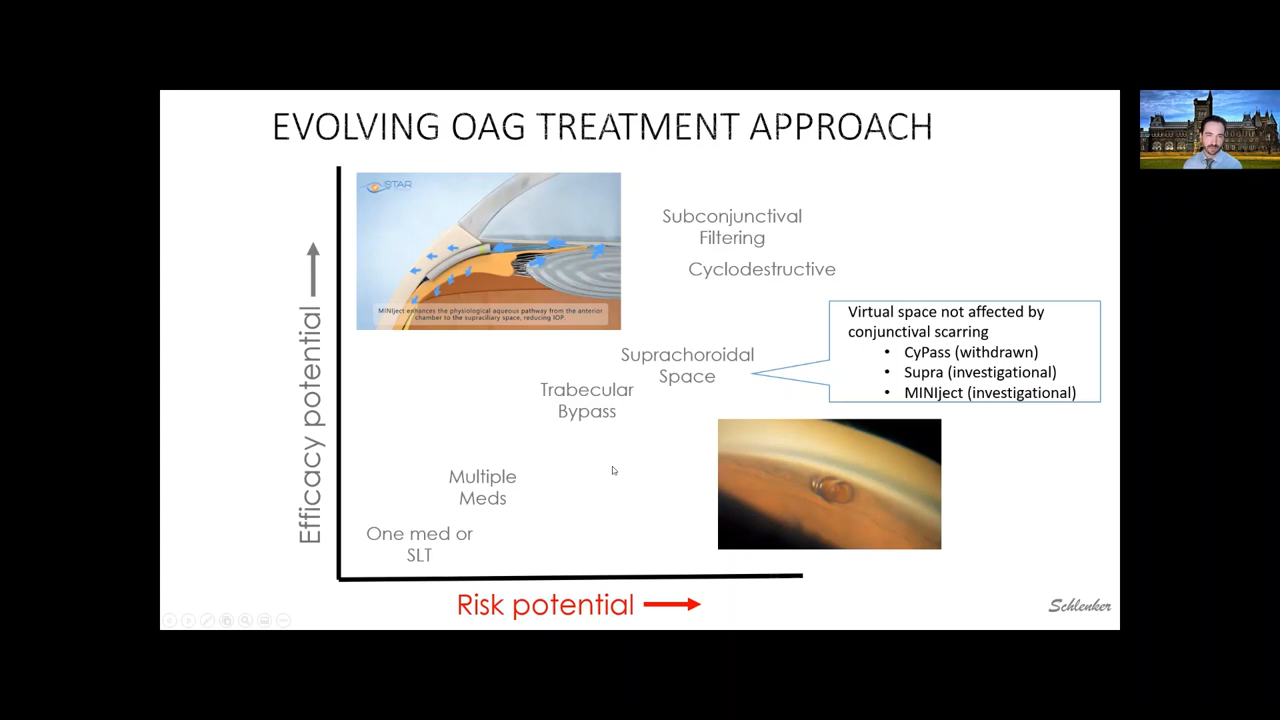 EVOLVING OAG TREATMENT APPROACH
STAR
MINIject enhances the physiological aqueous pathway from the anterior
chamber to the supraciliary space, reducing IOP.
Efficacy potential
Subconjunctival
Filtering
Cyclodestructive
Virtual space not affected by
conjunctival scarring
• CyPass (withdrawn)
• Supra (investigational)
• MINIject (investigational)
Suprachoroidal
Space
Trabecular
Bypass
Multiple
Meds
One med or
SLT
Risk potential
Schlenker